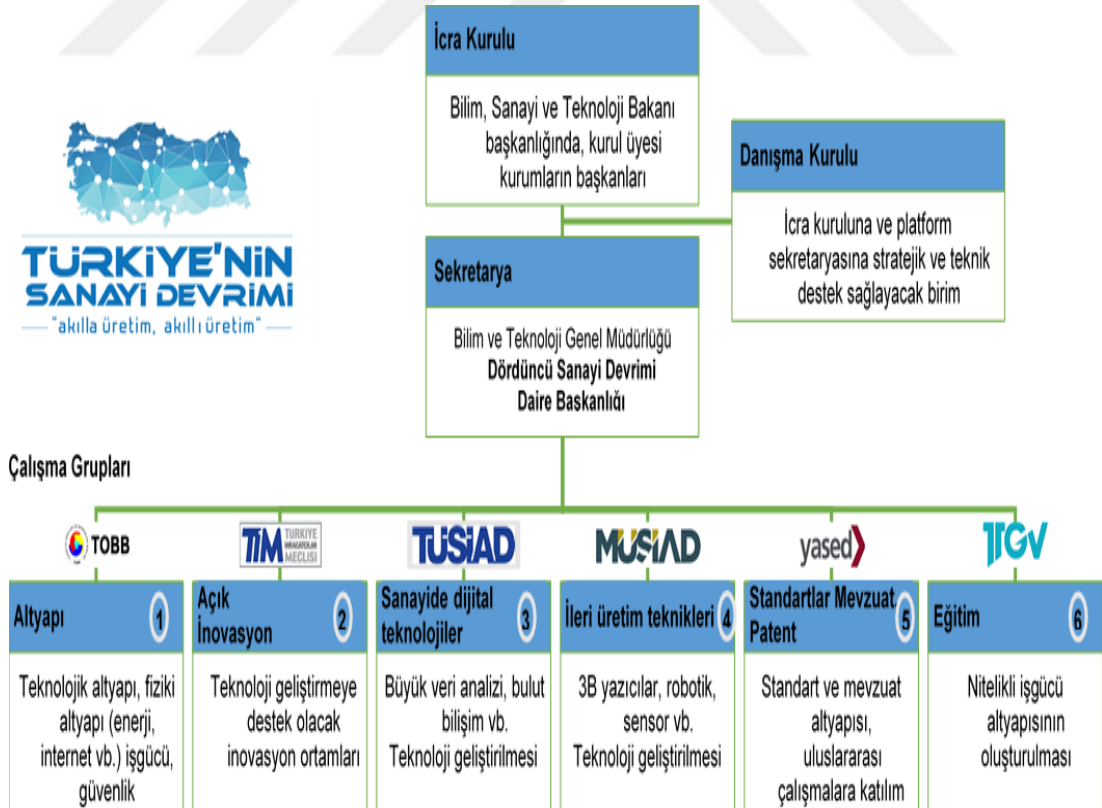 İcra Kurulu
Bilim, Sanayi ve Teknoloji Bakanı
başkanlığında, kurul üyesi
kurumların başkanları
Danışma Kurulu
İcra kuruluna ve platform
sekretaryasına stratejik ve teknik
destek sağlayacak birim
TÜRKİYE'NİN
SANAYİ DEVRİMİ
"akılla üretim, akıllı üretim"
Sekretarya
Bilim ve Teknoloji Genel Müdürlüğü
Dördüncü Sanayi Devrimi
Daire Başkanlığı
Çalışma Grupları
TOBB
Altyapı 1
Teknolojik altyapı, fiziki
altyapı (enerji,
internet vb.) işgücü,
güvenlik
TİM TÜRKİYE
İHRACATÇILAR
MECLİSİ
Açık
İnovasyon 2
Teknoloji geliştirmeye
destek olacak
inovasyon ortamları
TÜSİAD
Sanayide dijital
teknolojiler 3
Büyük veri analizi, bulut
bilişim vb.
Teknoloji geliştirilmesi
MÜSİAD
İleri üretim teknikleri 4
3B yazıcılar, robotik,
sensor vb.
Teknoloji geliştirilmesi
yased
Standartlar Mevzuat
Patent 5
Standart ve mevzuat
altyapısı,
uluslararası
çalışmalara katılım
TTGV
Eğitim 6
Nitelikli işgücü
altyapısının
oluşturulması